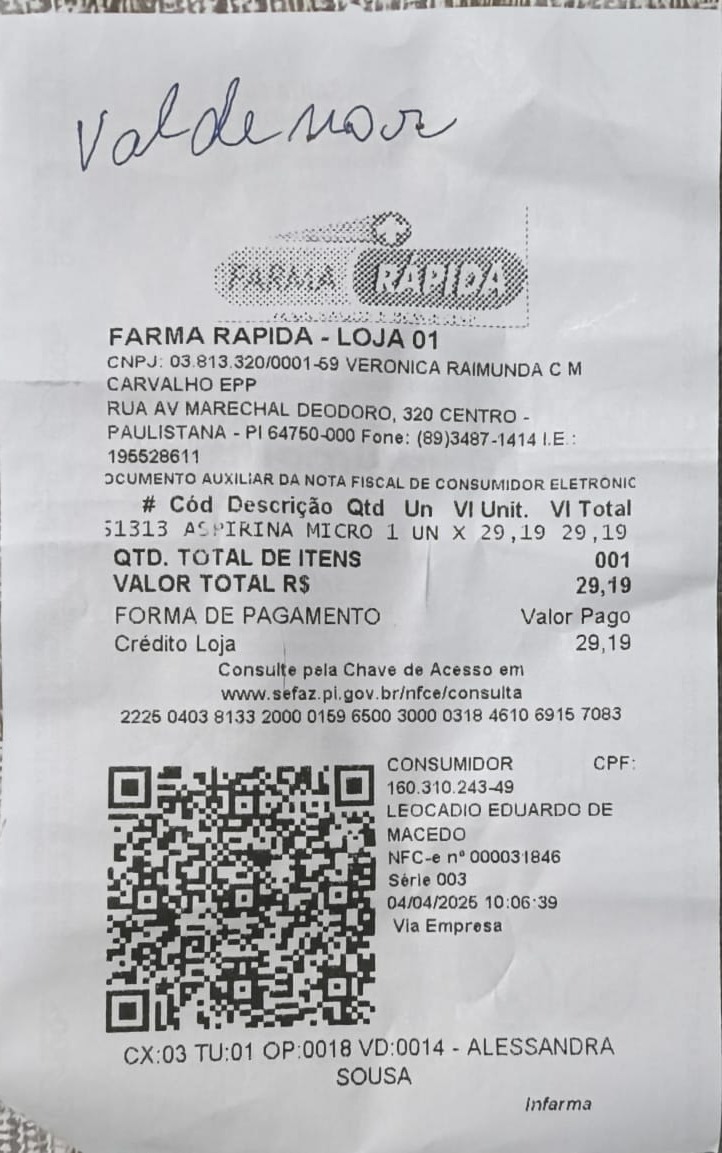 Valdenor
FARMA RÁPIDA
FARMA RAPIDA - LOJA 01
CNPJ: 03.813.320/0001-59 VERONICA RAIMUNDA C M
CARVALHO EPP
RUA AV MARECHAL DEODORO, 320 CENTRO -
PAULISTANA - PI 64750-000 Fone: (89)3487-1414 I.E.:
195528611
OCUMENTO AUXILIAR DA NOTA FISCAL DE CONSUMIDOR ELETRONIC
# Cód Descrição Qtd Un Vl Unit. Vl Total
51313 ASPIRINA MICRO 1 UN X 29,19 29,19
QTD. TOTAL DE ITENS 001
VALOR TOTAL R$ 29,19
FORMA DE PAGAMENTO Valor Pago
Crédito Loja 29,19
Consulte pela Chave de Acesso em
www.sefaz.pi.gov.br/nfce/consulta
2225 0403 8133 2000 0159 6500 3000 0318 4610 6915 7083
CONSUMIDOR CPF:
160.310.243-49
LEOCADIO EDUARDO DE
MACEDO
NFC-e nº 000031846
Série 003
04/04/2025 10:06:39
Via Empresa
CX:03 TU:01 OP:0018 VD:0014 - ALESSANDRA
SOUSA
Infarma